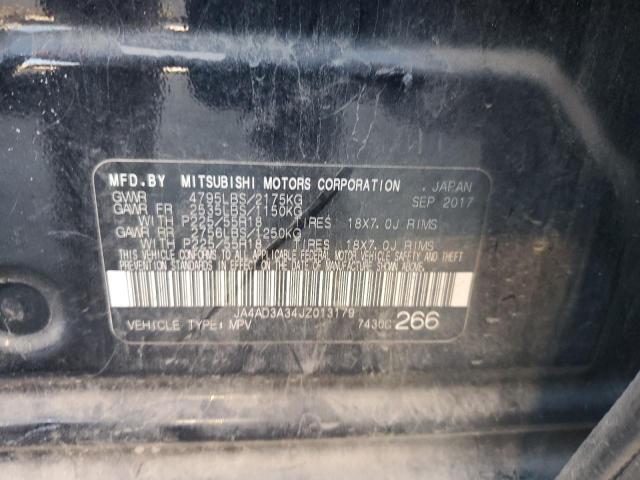 MFD.BY MITSUBISHI MOTORS CORPORATION . JAPAN
GVWR 4795LBS/2175KG SEP 2017
GAWR FR 2535LBS/1150KG
WITH P225/55R18 TIRES 18X7.0J RIMS
GAWR RR 2756LBS/1250KG
WITH P225/55R18 TIRES 18X7.0J RIMS
THIS VEHICLE CONFORMS TO ALL APPLICABLE FEDERAL MOTOR VEHICLE SAFETY AND THEFT
PREVENTION STANDARDS IN EFFECT ON THE DATE OF MANUFACTURE SHOWN ABOVE.
JA4AD3A34JZ013179
VEHICLE TYPE: MPV 7430C 266